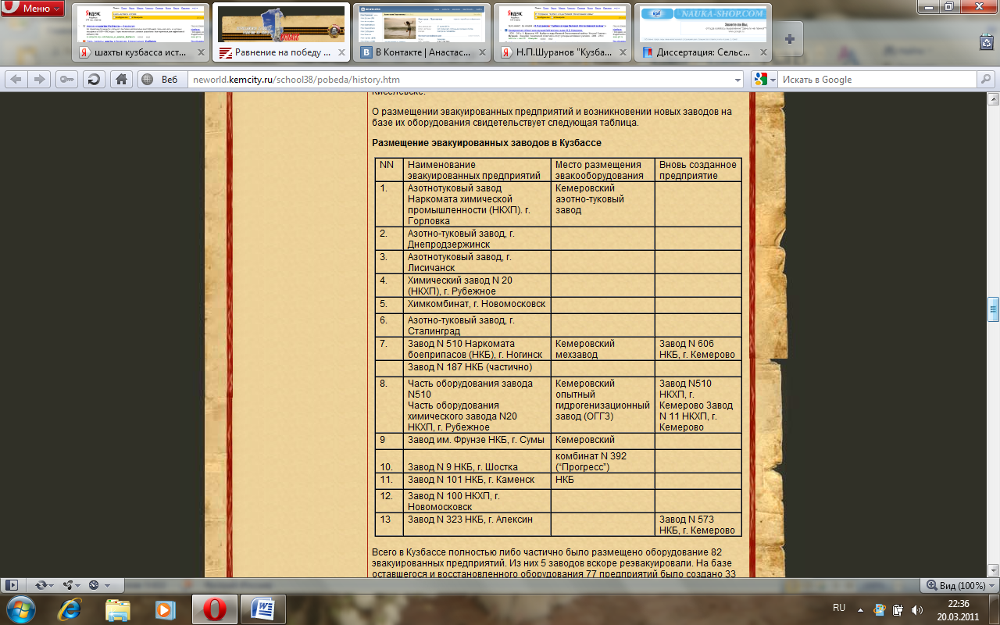 Меню
шахты кузбасса ист...
Равнение на победу ...
В Контакте | Анастас...
Н.П.Шуранов "Кузба...
Диссертация: Сельс...
NAUKA-SHOP.COM
Веб
neworld.kemcity.ru/school38/pobeda/history.htm
Искать в Google
Киселевске.
О размещении эвакуированных предприятий и возникновении новых заводов на
базе их оборудования свидетельствует следующая таблица.
Размещение эвакуированных заводов в Кузбассе
NN
Наименование
эвакуированных предприятий
Место размещения
эвакооборудования
Вновь созданное
предприятие
1.
Азотнотуковый завод
Наркомата химической
промышленности (НКХП). г.
Горловка
Кемеровский
азотно-туковый
завод
2.
Азотно-туковый завод, г.
Днепродзержинск
3.
Азотнотуковый завод, г.
Лисичанск
4.
Химический завод N 20
(НКХП), г. Рубежное
5.
Химкомбинат, г. Новомосковск
6.
Азотно-туковый завод, г.
Сталинград
7.
Завод N 510 Наркомата
боеприпасов (НКБ), г. Ногинск
Кемеровский
мехзавод
Завод N 606
НКБ, г. Кемерово
Завод N 187 НКБ (частично)
8.
Часть оборудования завода
N510
Часть оборудования
химического завода N20
НКХП, г. Рубежное
Кемеровский
опытный
гидрогенизационный
завод (ОГГЗ)
Завод N510
НКХП, г.
Кемерово Завод
N 11 НКХП, г.
Кемерово
9
Завод им. Фрунзе НКБ, г. Сумы
Кемеровский
10.
Завод N 9 НКБ, г. Шостка
комбинат N 392
(“Прогресс”)
11.
Завод N 101 НКБ, г. Каменск
НКБ
12.
Завод N 100 НКХП, г.
Новомосковск
13
Завод N 323 НКБ, г. Алексин
Завод N 573
НКБ, г. Кемерово
Всего в Кузбассе полностью либо частично было размещено оборудование 82
эвакуированных предприятий. Из них 5 заводов вскоре реэвакуировали. На базе
оставшегося и восстановленного оборудования 77 предприятий было создано 33
Вид (100%)
RU
22:36
20.03.2011